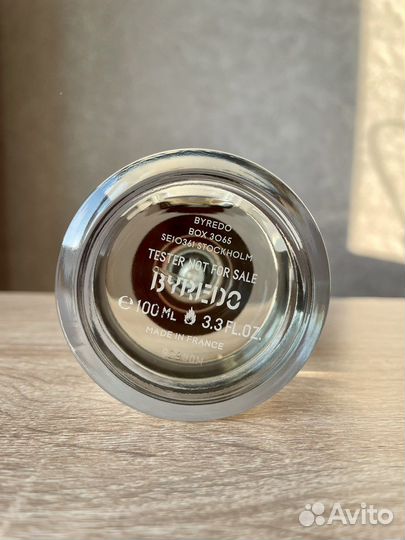 BYREDO
BOX 3065
SE10361 STOCKHOLM
TESTER NOT FOR SALE
BYREDO
℮ 100 ML 3.3 FL.OZ.
MADE IN FRANCE
Avito